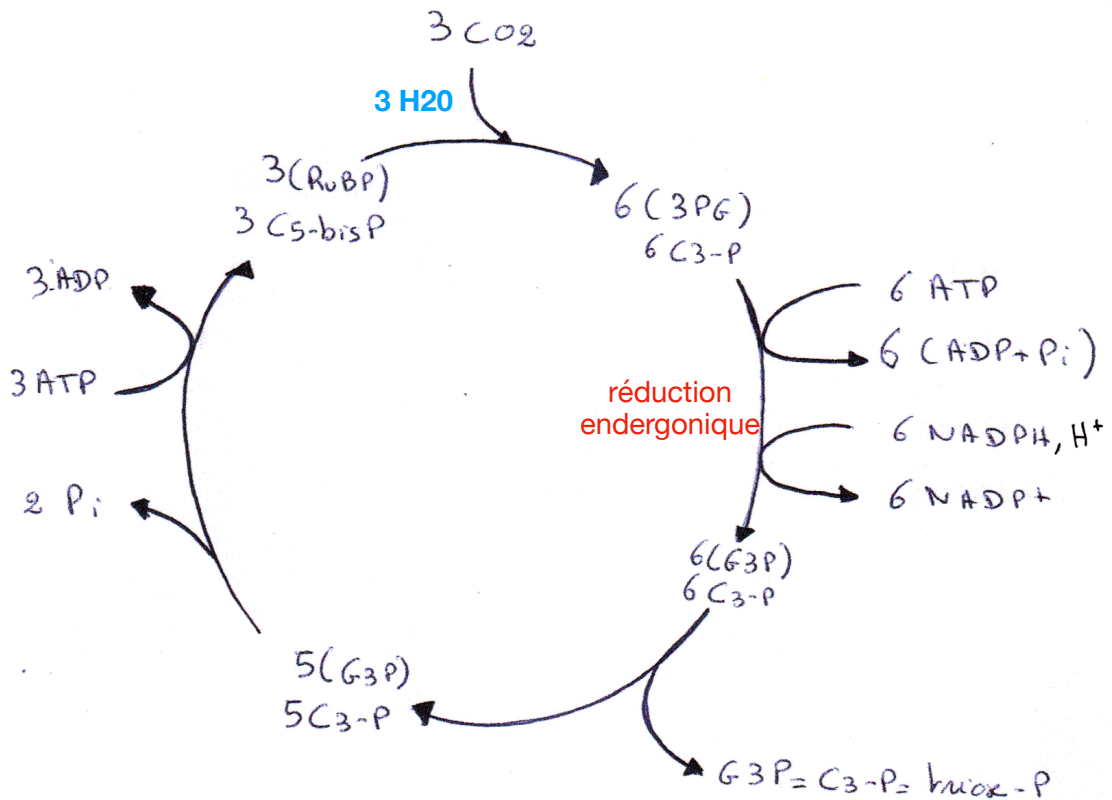 3 CO2
3 H20
3(RuBP)
3 C5-bisP
6(3PG)
6 C3-P
3 ADP
3 ATP
6 ATP
6 (ADP+Pi)
réduction
endergonique
6 NADPH, H+
6 NADP+
2 Pi
6(G3P)
6 C3-P
5(G3P)
5C3-P
G3P = C3-P = triose-P